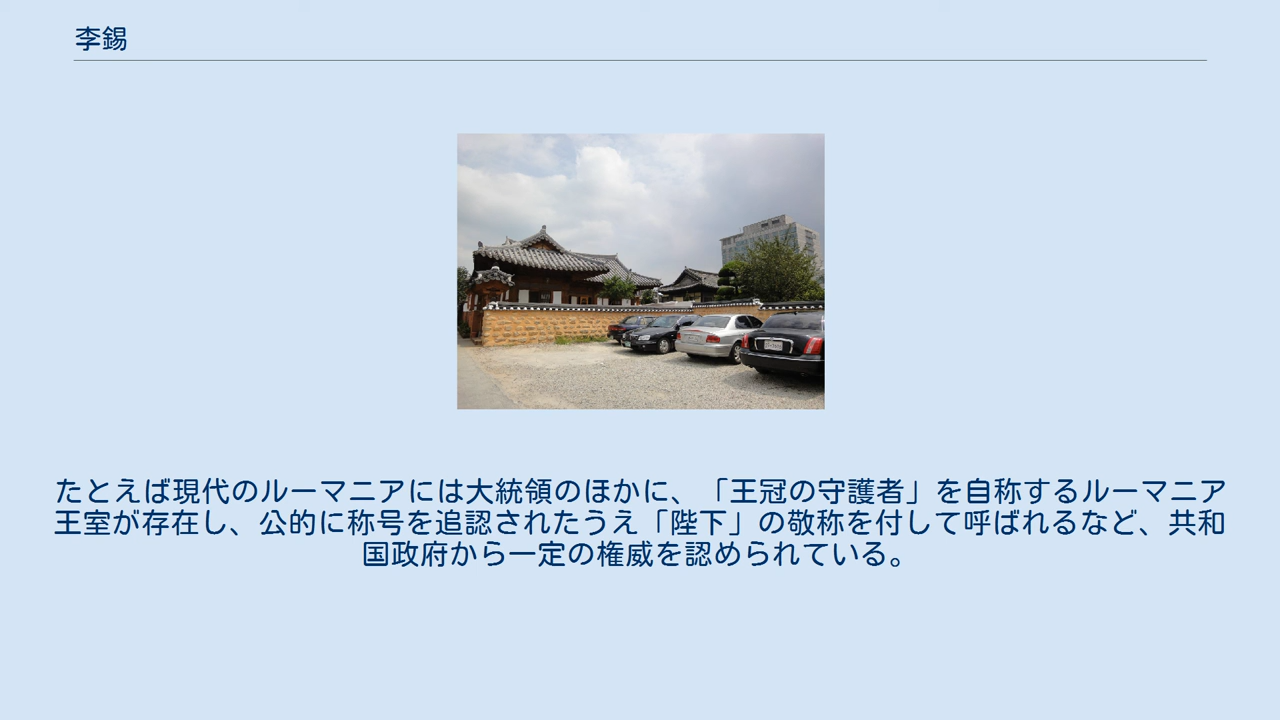 李錫
たとえば現代のルーマニアには大統領のほかに、「王冠の守護者」を自称するルーマニア
王室が存在し、公的に称号を追認されたうえ「陛下」の敬称を付して呼ばれるなど、共和
国政府から一定の権威を認められている。